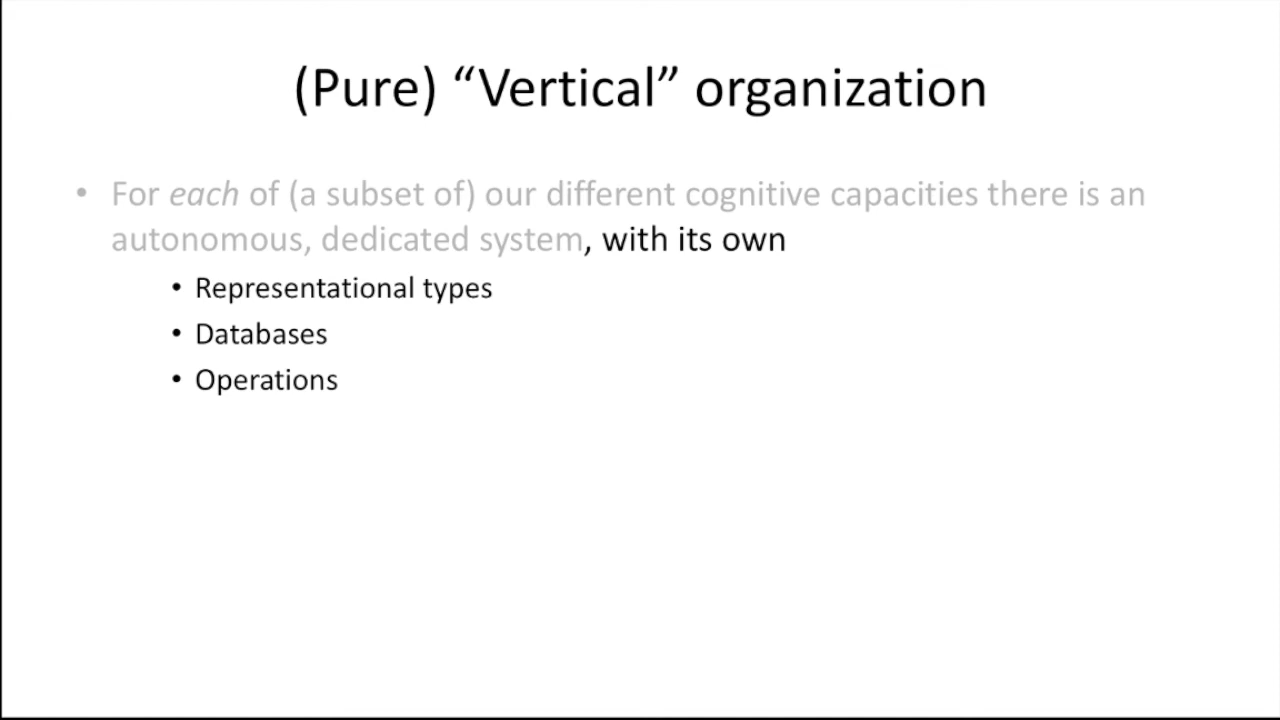 (Pure) “Vertical” organization
• For each of (a subset of) our different cognitive capacities there is an
autonomous, dedicated system, with its own
• Representational types
• Databases
• Operations